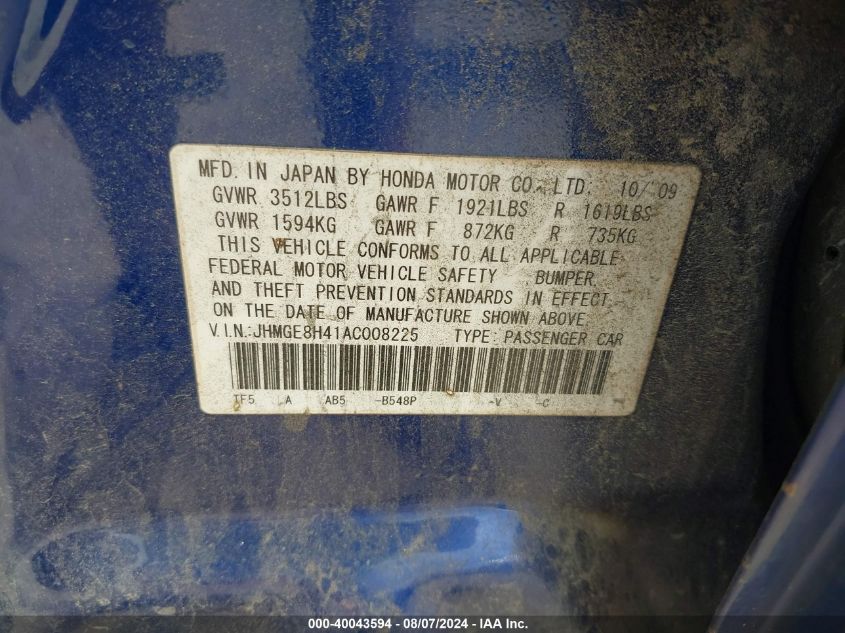 MFD. IN JAPAN BY HONDA MOTOR CO., LTD. 10/'09
GVWR 3512LBS GAWR F 1921LBS R 1619LBS
GVWR 1594KG GAWR F 872KG R 735KG
THIS VEHICLE CONFORMS TO ALL APPLICABLE
FEDERAL MOTOR VEHICLE SAFETY, BUMPER,
AND THEFT PREVENTION STANDARDS IN EFFECT
ON THE DATE OF MANUFACTURE SHOWN ABOVE.
V.I.N.:JHMGE8H41AC008225 TYPE: PASSENGER CAR
TF5 A AB5 -B548P -V -C -
000-40043594 - 08/07/2024 - IAA Inc.